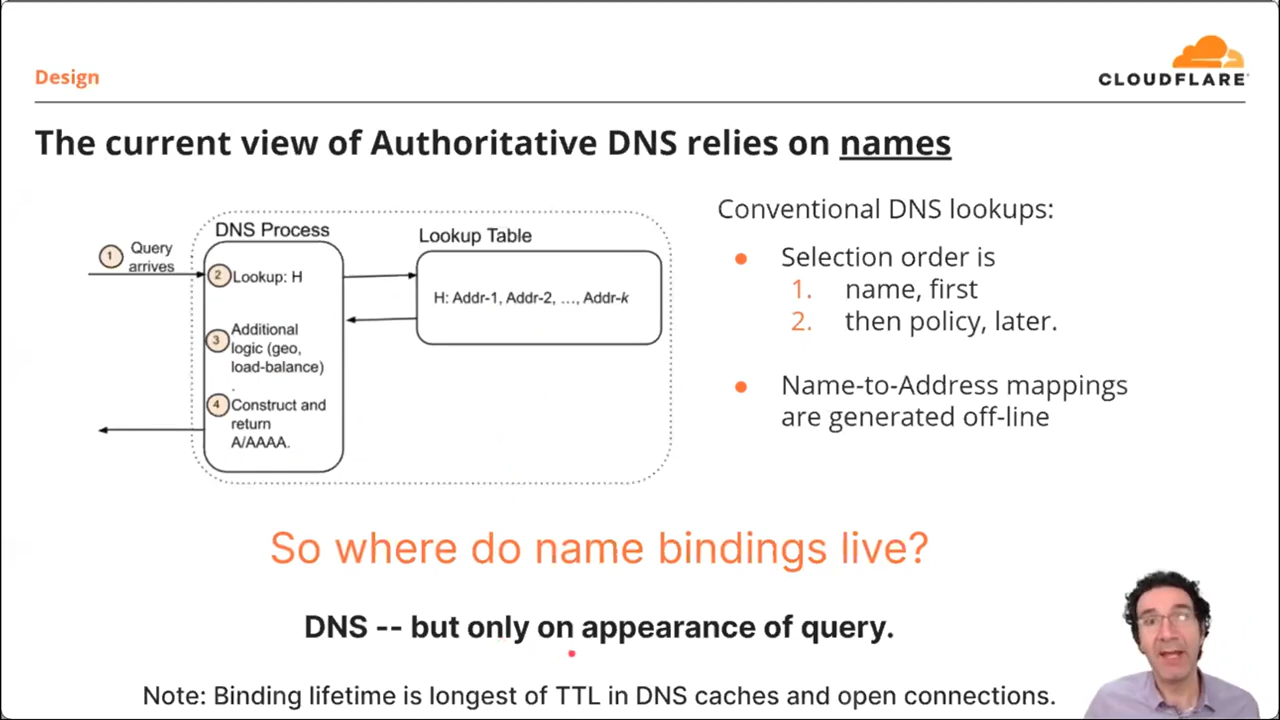 Design
CLOUDFLARE
The current view of Authoritative DNS relies on names
DNS Process
Lookup Table
1
Query
arrives
2
Lookup: H
H: Addr-1, Addr-2, ..., Addr-k
3
Additional
logic (geo,
load-balance)
.
4
Construct and
return
A/AAAA.
Conventional DNS lookups:
● Selection order is
1. name, first
2. then policy, later.
● Name-to-Address mappings
are generated off-line
So where do name bindings live?
DNS -- but only on appearance of query.
Note: Binding lifetime is longest of TTL in DNS caches and open connections.